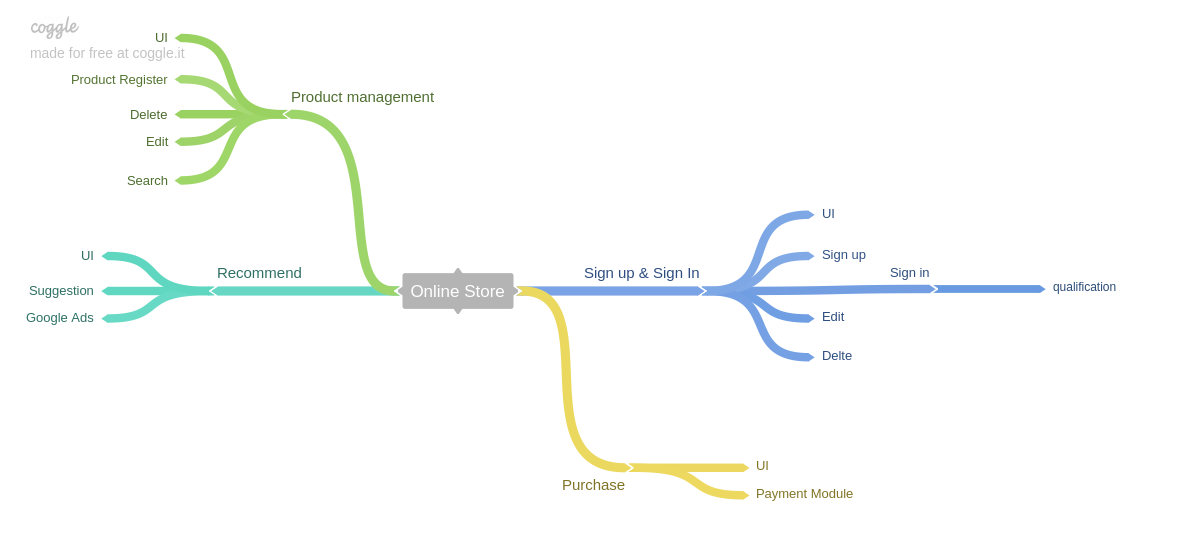 coggle
made for free at coggle.it
UI
Product Register
Delete
Edit
Search
Product management
UI
Suggestion
Google Ads
Recommend
Online Store
Sign up & Sign In
UI
Sign up
Sign in
qualification
Edit
Delte
Purchase
UI
Payment Module